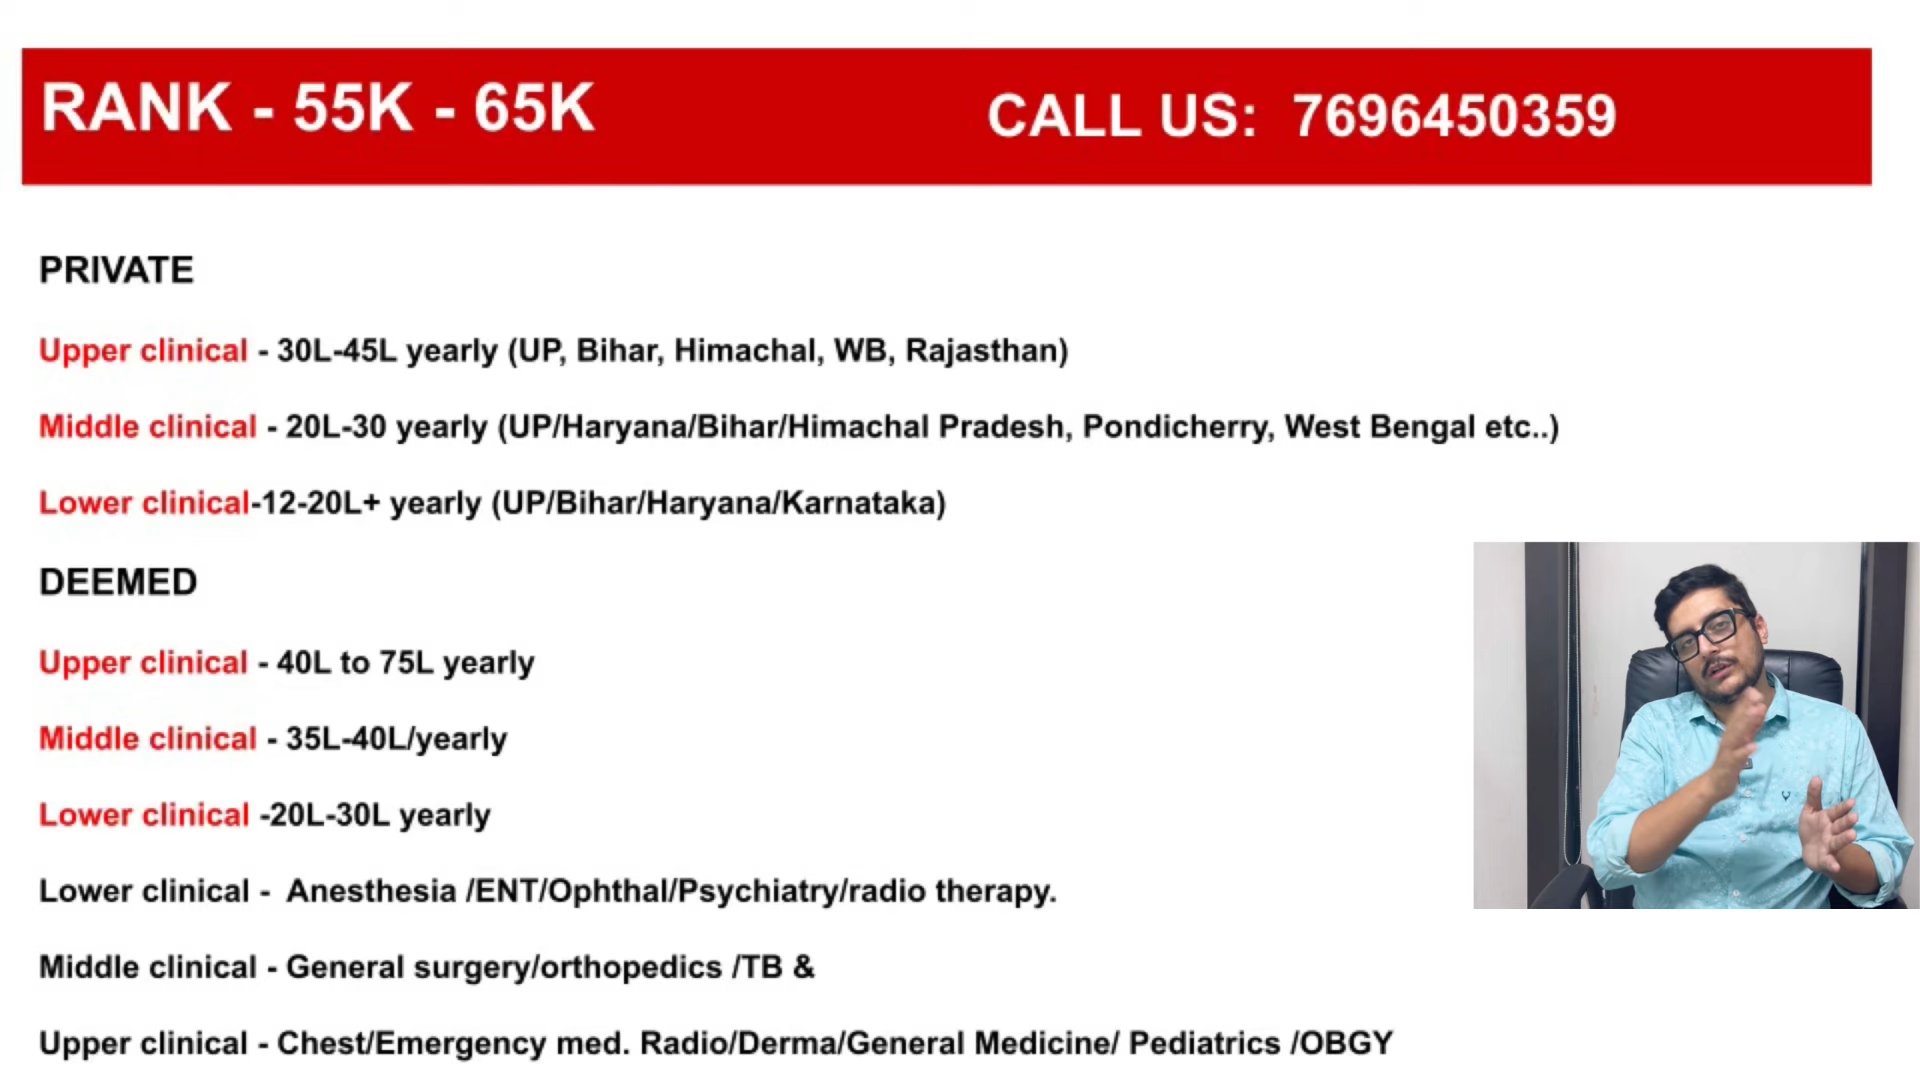 RANK - 55K - 65K
CALL US: 7696450359
PRIVATE
Upper clinical - 30L-45L yearly (UP, Bihar, Himachal, WB, Rajasthan)
Middle clinical - 20L-30 yearly (UP/Haryana/Bihar/Himachal Pradesh, Pondicherry, West Bengal etc..)
Lower clinical-12-20L+ yearly (UP/Bihar/Haryana/Karnataka)
DEEMED
Upper clinical - 40L to 75L yearly
Middle clinical - 35L-40L/yearly
Lower clinical -20L-30L yearly
Lower clinical - Anesthesia /ENT/Ophthal/Psychiatry/radio therapy.
Middle clinical - General surgery/orthopedics /TB &
Upper clinical - Chest/Emergency med. Radio/Derma/General Medicine/ Pediatrics /OBGY